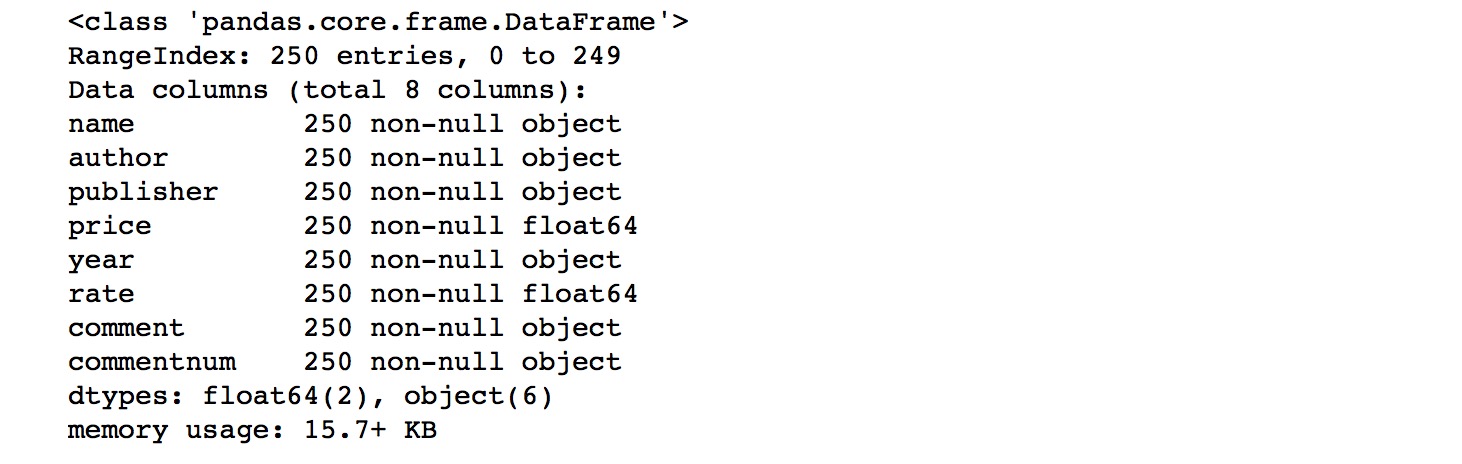 <class 'pandas.core.frame.DataFrame'>
RangeIndex: 250 entries, 0 to 249
Data columns (total 8 columns):
name          250 non-null object
author        250 non-null object
publisher     250 non-null object
price         250 non-null float64
year          250 non-null object
rate          250 non-null float64
comment       250 non-null object
commentnum    250 non-null object
dtypes: float64(2), object(6)
memory usage: 15.7+ KB